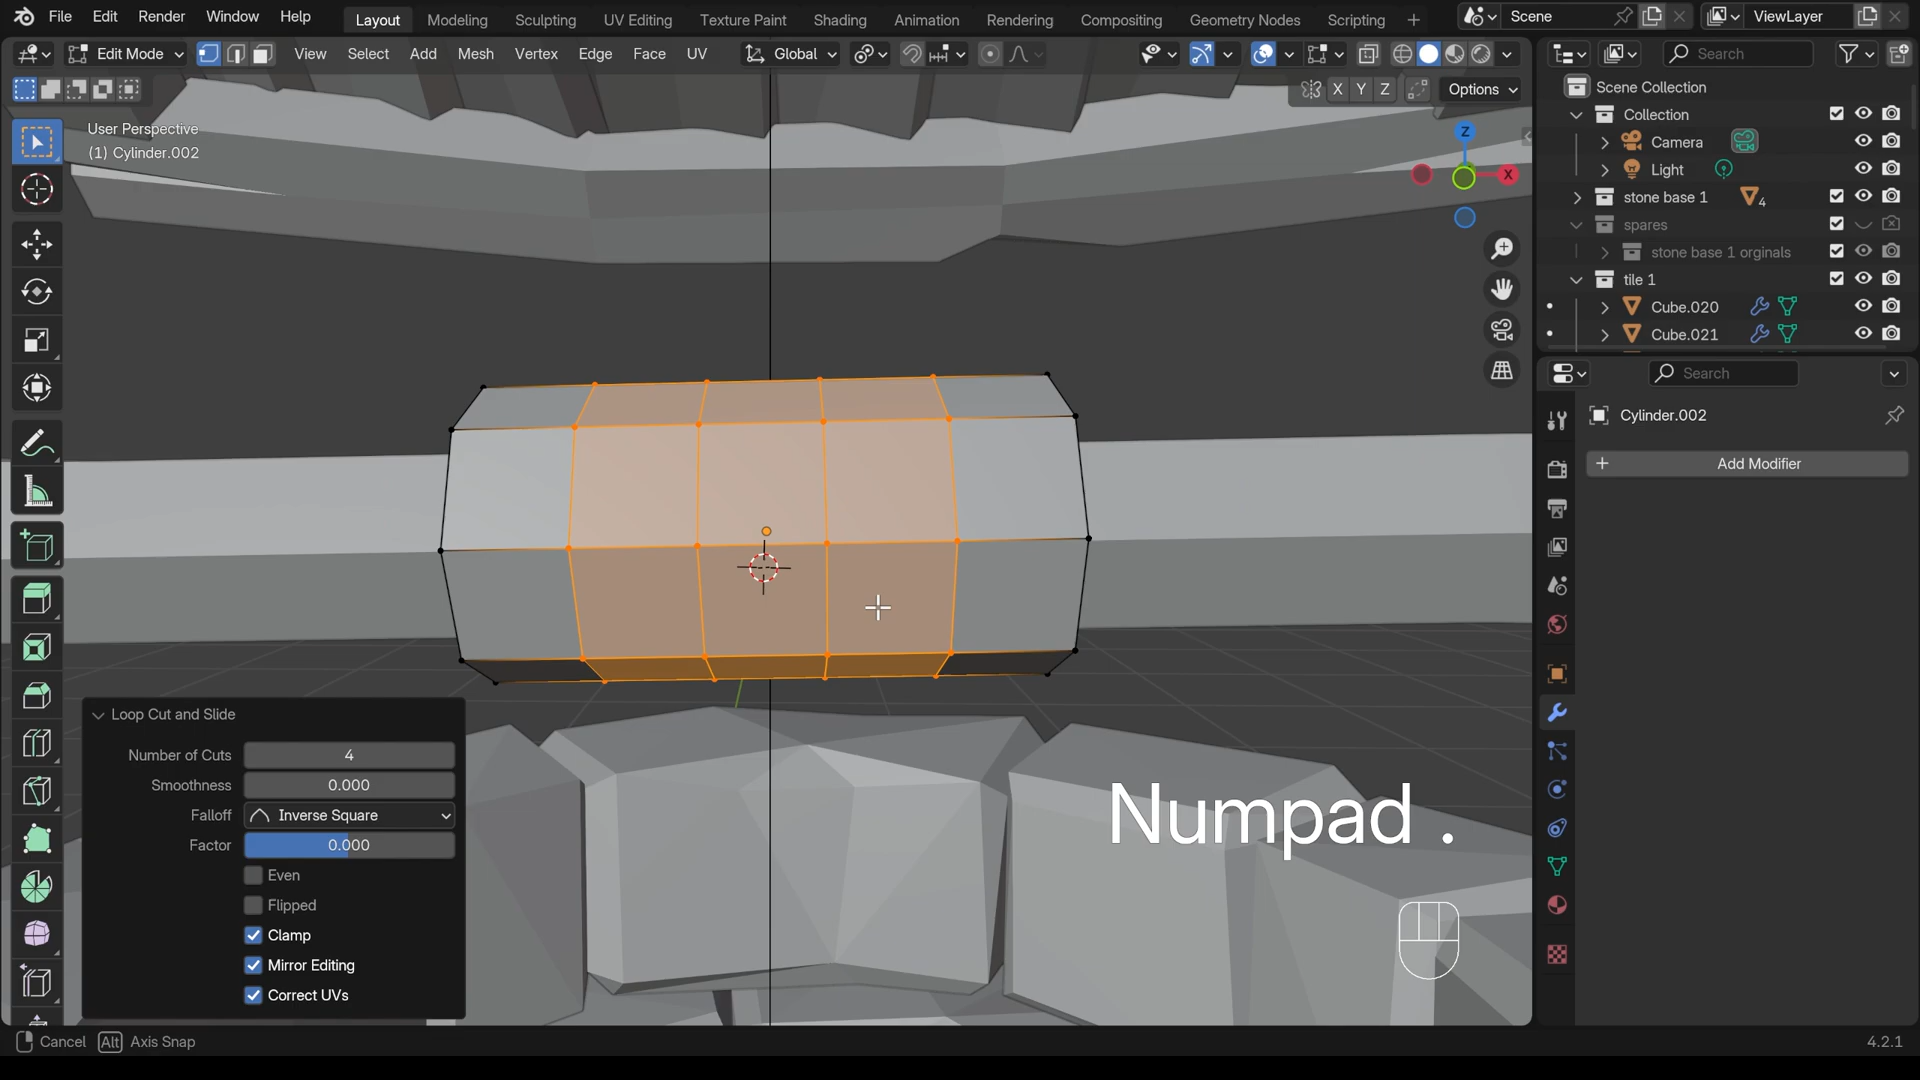 File Edit Render Window Help Layout Modeling Sculpting UV Editing Texture Paint Shading Animation Rendering Compositing Geometry Nodes Scripting + Scene ViewLayer
Edit Mode View Select Add Mesh Vertex Edge Face UV Global Search
X Y Z Options
User Perspective
(1) Cylinder.002
Z
X
Scene Collection
Collection
Camera
Light
stone base 1 4
spares
stone base 1 orginals
tile 1
Cube.020
Cube.021
Search
Cylinder.002
+ Add Modifier
Loop Cut and Slide
Number of Cuts 4
Smoothness 0.000
Falloff Inverse Square
Factor 0.000
Even
Flipped
Clamp
Mirror Editing
Correct UVs
Numpad .
Cancel Alt Axis Snap 4.2.1